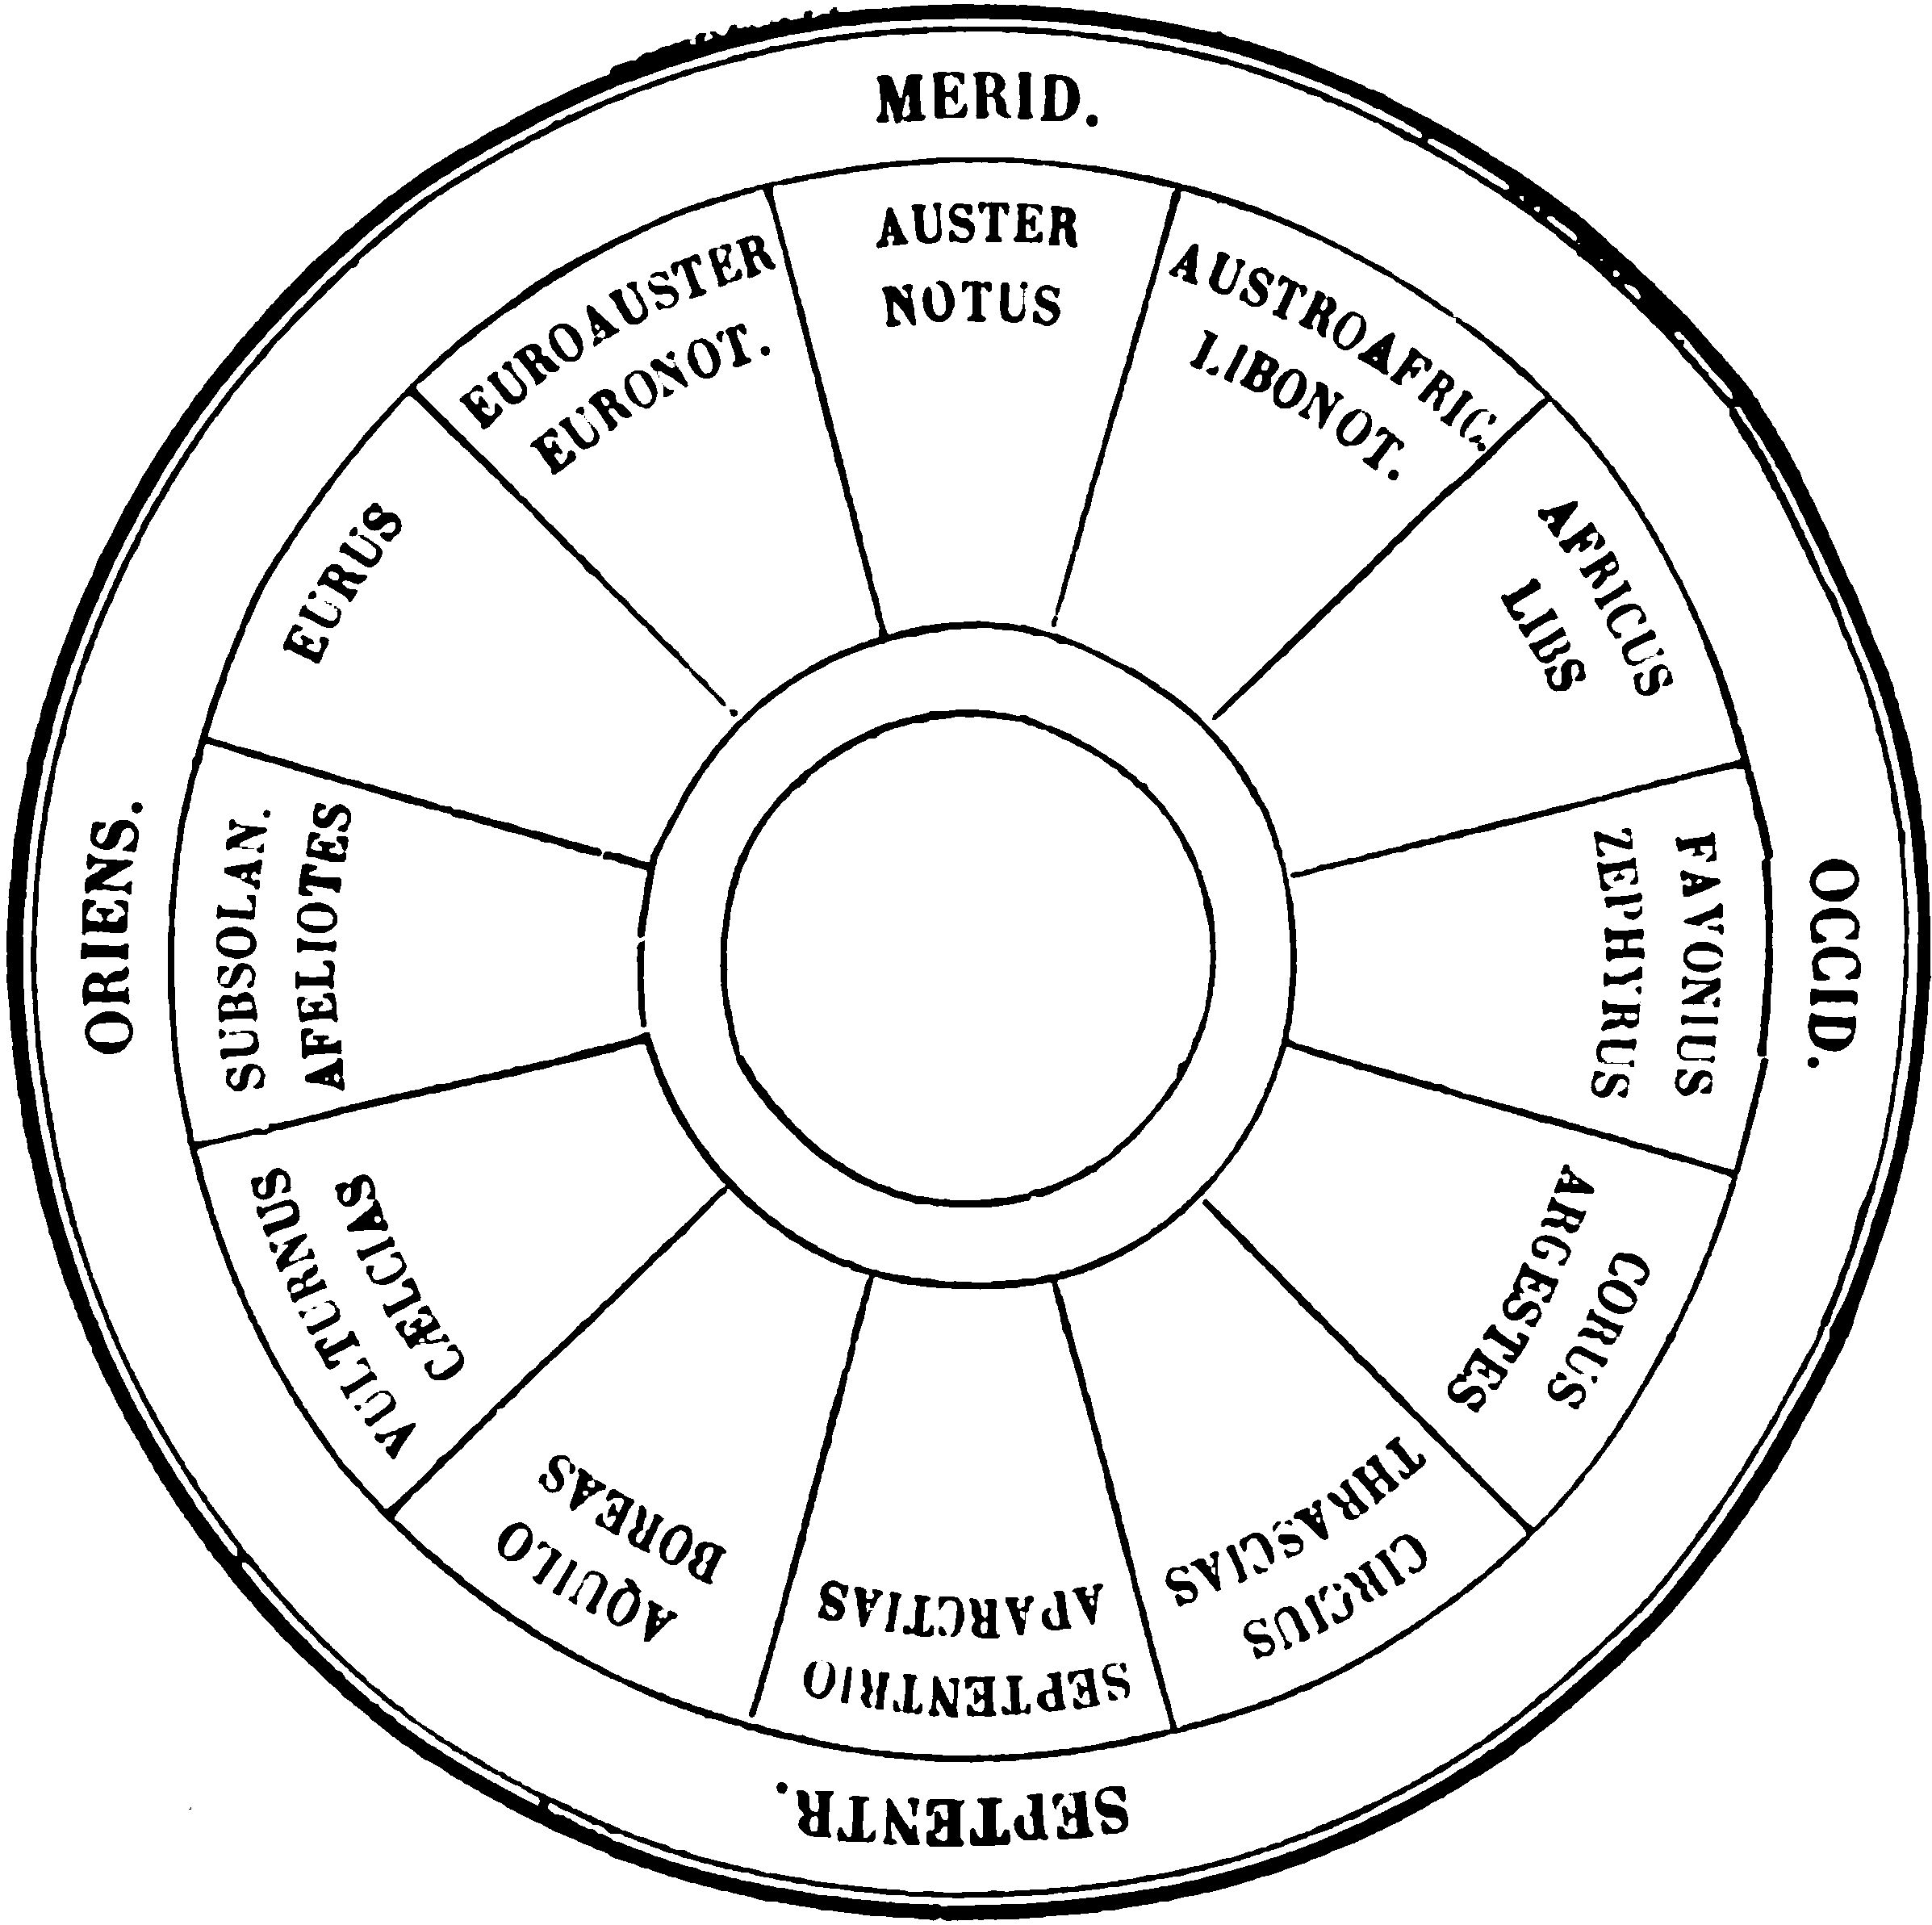 MERID.
AUSTER
NOTUS
AUSTROAFRIC.
LIBONOT.
AFRICUS
LIBS
OCCID.
FAVONIUS
ZEPHYRUS
CORUS
ARGESTES
CIRCIUS
THRASCIAS
SEPTENTR.
SEPTENTRIO
APARCTIAS
AQUILO
BOREAS
VULTURNUS
CÆLCIAS
ORIENS.
SUBSOLAN.
AFELIOTES
EURUS
EUROAUSTER
EURONOT.